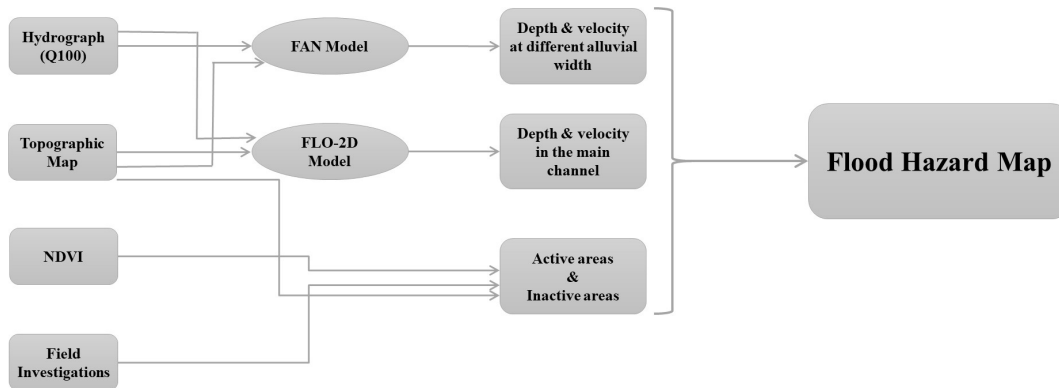 Hydrograph
(Q100)
Topographic
Map
NDVI
Field
Investigations
FAN Model
FLO-2D
Model
Depth & velocity
at different alluvial
width
Depth & velocity
in the main
channel
Active areas
&
Inactive areas
Flood Hazard Map